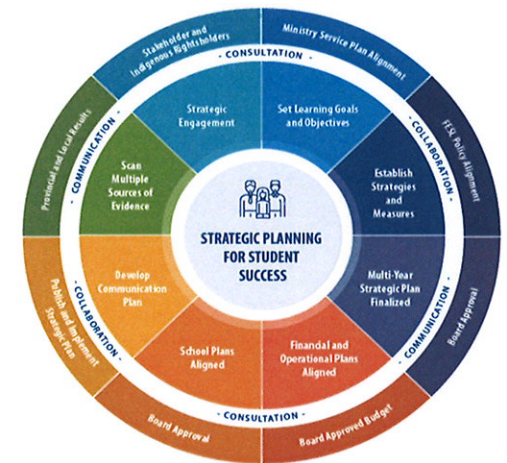 Stakeholder and
Indigenous Rightsholders
Ministry Service Plan Alignment
FESL Policy Alignment
Board Approval
Board Approved Budget
Board Approval
Publish and Implement
Strategic Plan
Provincial and Local Results
- CONSULTATION -
- COLLABORATION -
- COMMUNICATION -
- CONSULTATION -
- COLLABORATION -
- COMMUNICATION -
Strategic
Engagement
Set Learning Goals
and Objectives
Establish
Strategies
and
Measures
Multi-Year
Strategic Plan
Finalized
Financial and
Operational Plans
Aligned
School Plans
Aligned
Develop
Communication
Plan
Scan
Multiple
Sources of
Evidence
STRATEGIC PLANNING
FOR STUDENT
SUCCESS